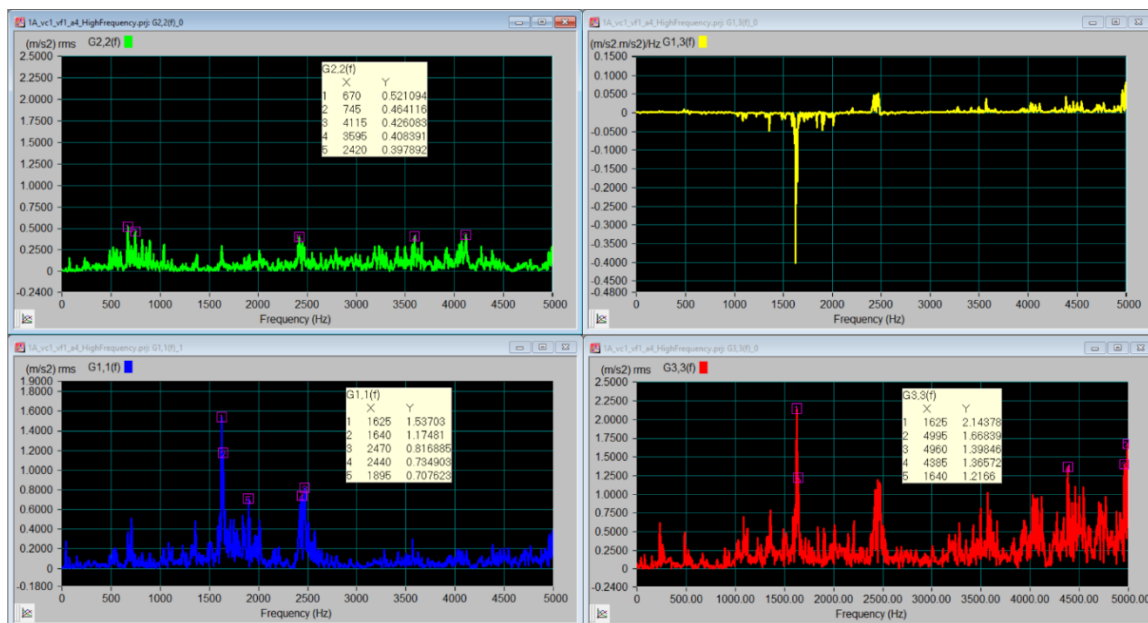 1A_vc1_vf1_a4_HighFrequency.prj: G2,2(f)_0
(m/s2) rms G2,2(f)
2.5000
2.2500
2.0000
1.7500
1.5000
1.2500
1.0000
0.7500
0.5000
0.2500
0
-0.2400
G2,2(f)
X Y
1 670 0.521094
2 745 0.464116
3 4115 0.426083
4 3595 0.408391
5 2420 0.397892
0 500 1000 1500 2000 2500 3000 3500 4000 4500 5000
Frequency (Hz)
1A_vc1_vf1_a4_HighFrequency.prj: G1,3(f)_0
(m/s2.m/s2)/Hz G1,3(f)
0.1500
0.1000
0.0500
0
-0.0500
-0.1000
-0.1500
-0.2000
-0.2500
-0.3000
-0.3500
-0.4000
-0.4500
-0.4800
0 500 1000 1500 2000 2500 3000 3500 4000 4500 5000
Frequency (Hz)
1A_vc1_vf1_a4_HighFrequency.prj: G1,1(f)_1
(m/s2) rms G1,1(f)
1.9000
1.8000
1.6000
1.4000
1.2000
1.0000
0.8000
0.6000
0.4000
0.2000
0
-0.1800
G1,1(f)
X Y
1 1625 1.53703
2 1640 1.17481
3 2470 0.816885
4 2440 0.734903
5 1895 0.707623
0 500 1000 1500 2000 2500 3000 3500 4000 4500 5000
Frequency (Hz)
1A_vc1_vf1_a4_HighFrequency.prj: G3,3(f)_0
(m/s2) rms G3,3(f)
2.5000
2.2500
2.0000
1.7500
1.5000
1.2500
1.0000
0.7500
0.5000
0.2500
0
-0.2400
G3,3(f)
X Y
1 1625 2.14378
2 4995 1.66839
3 4960 1.39846
4 4385 1.36572
5 1640 1.2166
0 500.00 1000.00 1500.00 2000.00 2500.00 3000.00 3500.00 4000.00 4500.00 5000.00
Frequency (Hz)